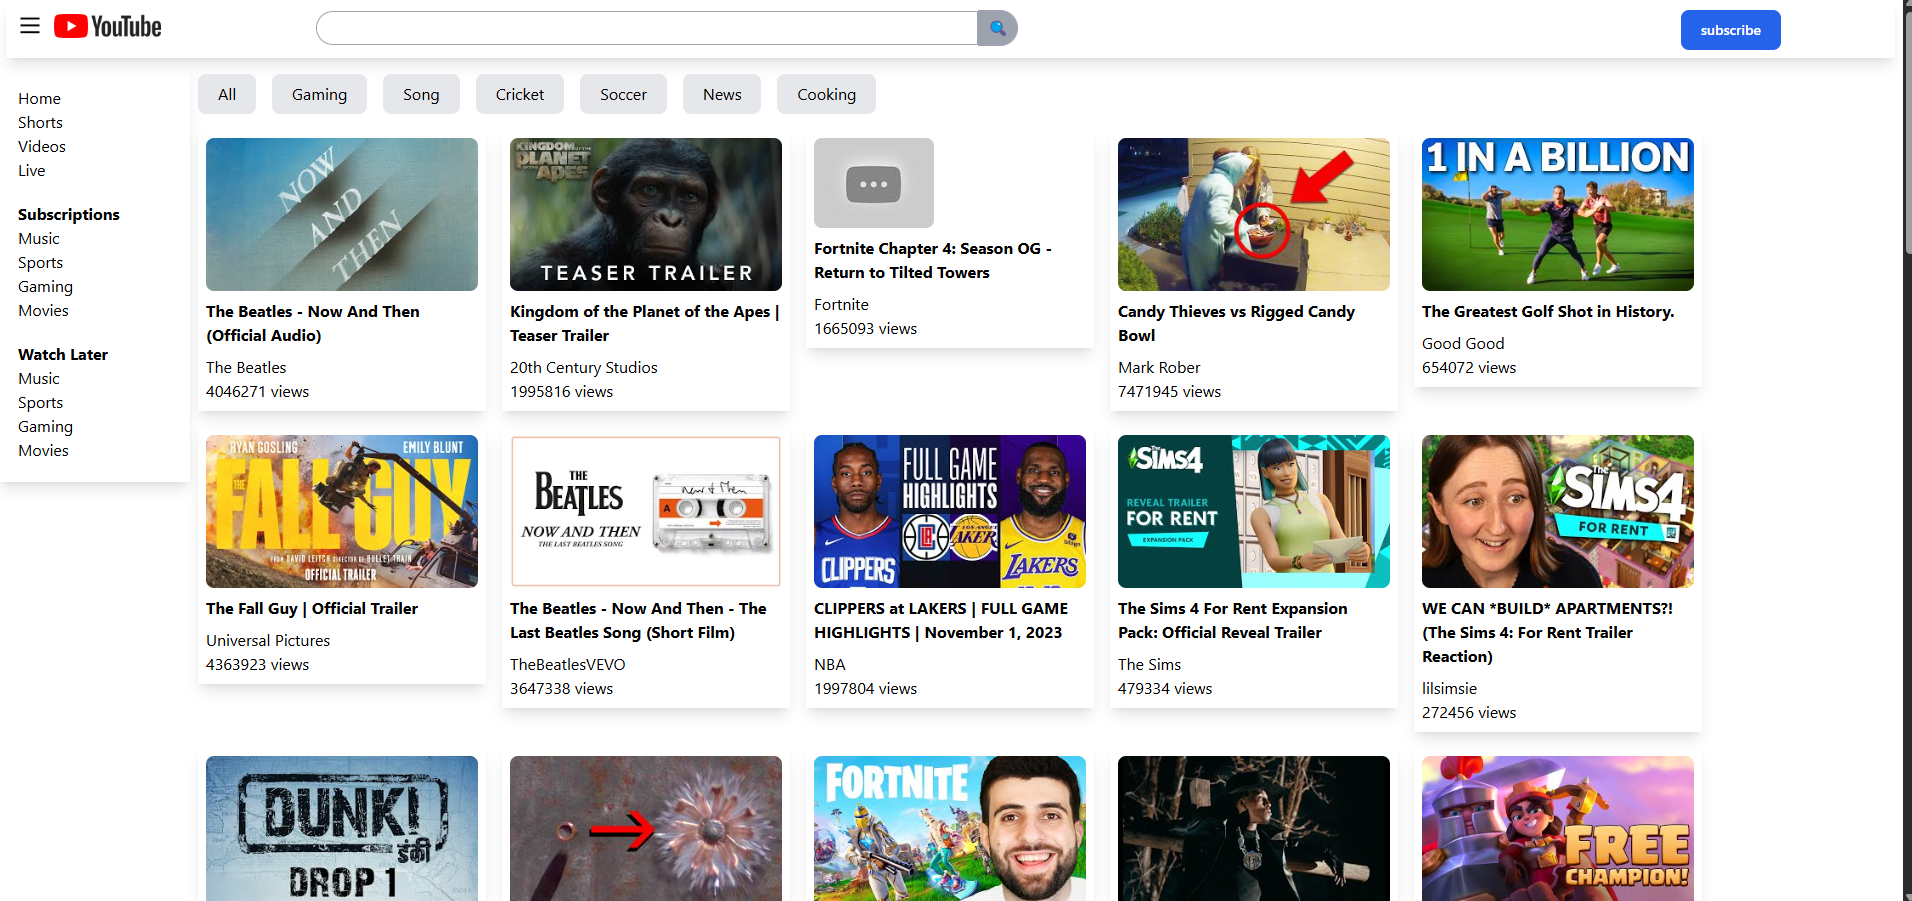 YouTube
subscribe
All Gaming Song Cricket Soccer News Cooking
Home
Shorts
Videos
Live
Subscriptions
Music
Sports
Gaming
Movies
Watch Later
Music
Sports
Gaming
Movies
NOW
AND
THEN
The Beatles - Now And Then
(Official Audio)
The Beatles
4046271 views
KINGDOM OF THE
PLANET
OF THE
APES
TEASER TRAILER
Kingdom of the Planet of the Apes |
Teaser Trailer
20th Century Studios
1995816 views
Fortnite Chapter 4: Season OG -
Return to Tilted Towers
Fortnite
1665093 views
Candy Thieves vs Rigged Candy
Bowl
Mark Rober
7471945 views
1 IN A BILLION
The Greatest Golf Shot in History.
Good Good
654072 views
RYAN GOSLING EMILY BLUNT
THE
FALL GUY
FROM DAVID LEITCH DIRECTOR OF BULLET TRAIN
OFFICIAL TRAILER
The Fall Guy | Official Trailer
Universal Pictures
4363923 views
THE
BEATLES
NOW AND THEN
THE LAST BEATLES SONG
A
Now & Then
The Beatles - Now And Then - The
Last Beatles Song (Short Film)
TheBeatlesVEVO
3647338 views
FULL GAME
HIGHLIGHTS
CLIPPERS
LAKERS
LOS ANGELES
LAKERS
CLIPPERS at LAKERS | FULL GAME
HIGHLIGHTS | November 1, 2023
NBA
1997804 views
The
SIMS4
REVEAL TRAILER
FOR RENT
EXPANSION PACK
The Sims 4 For Rent Expansion
Pack: Official Reveal Trailer
The Sims
479334 views
The
SIMS4
FOR RENT
WE CAN *BUILD* APARTMENTS?!
(The Sims 4: For Rent Trailer
Reaction)
lilsimsie
272456 views
DUNKI
डंकी
DROP 1
FORTNITE
FREE
CHAMPION!